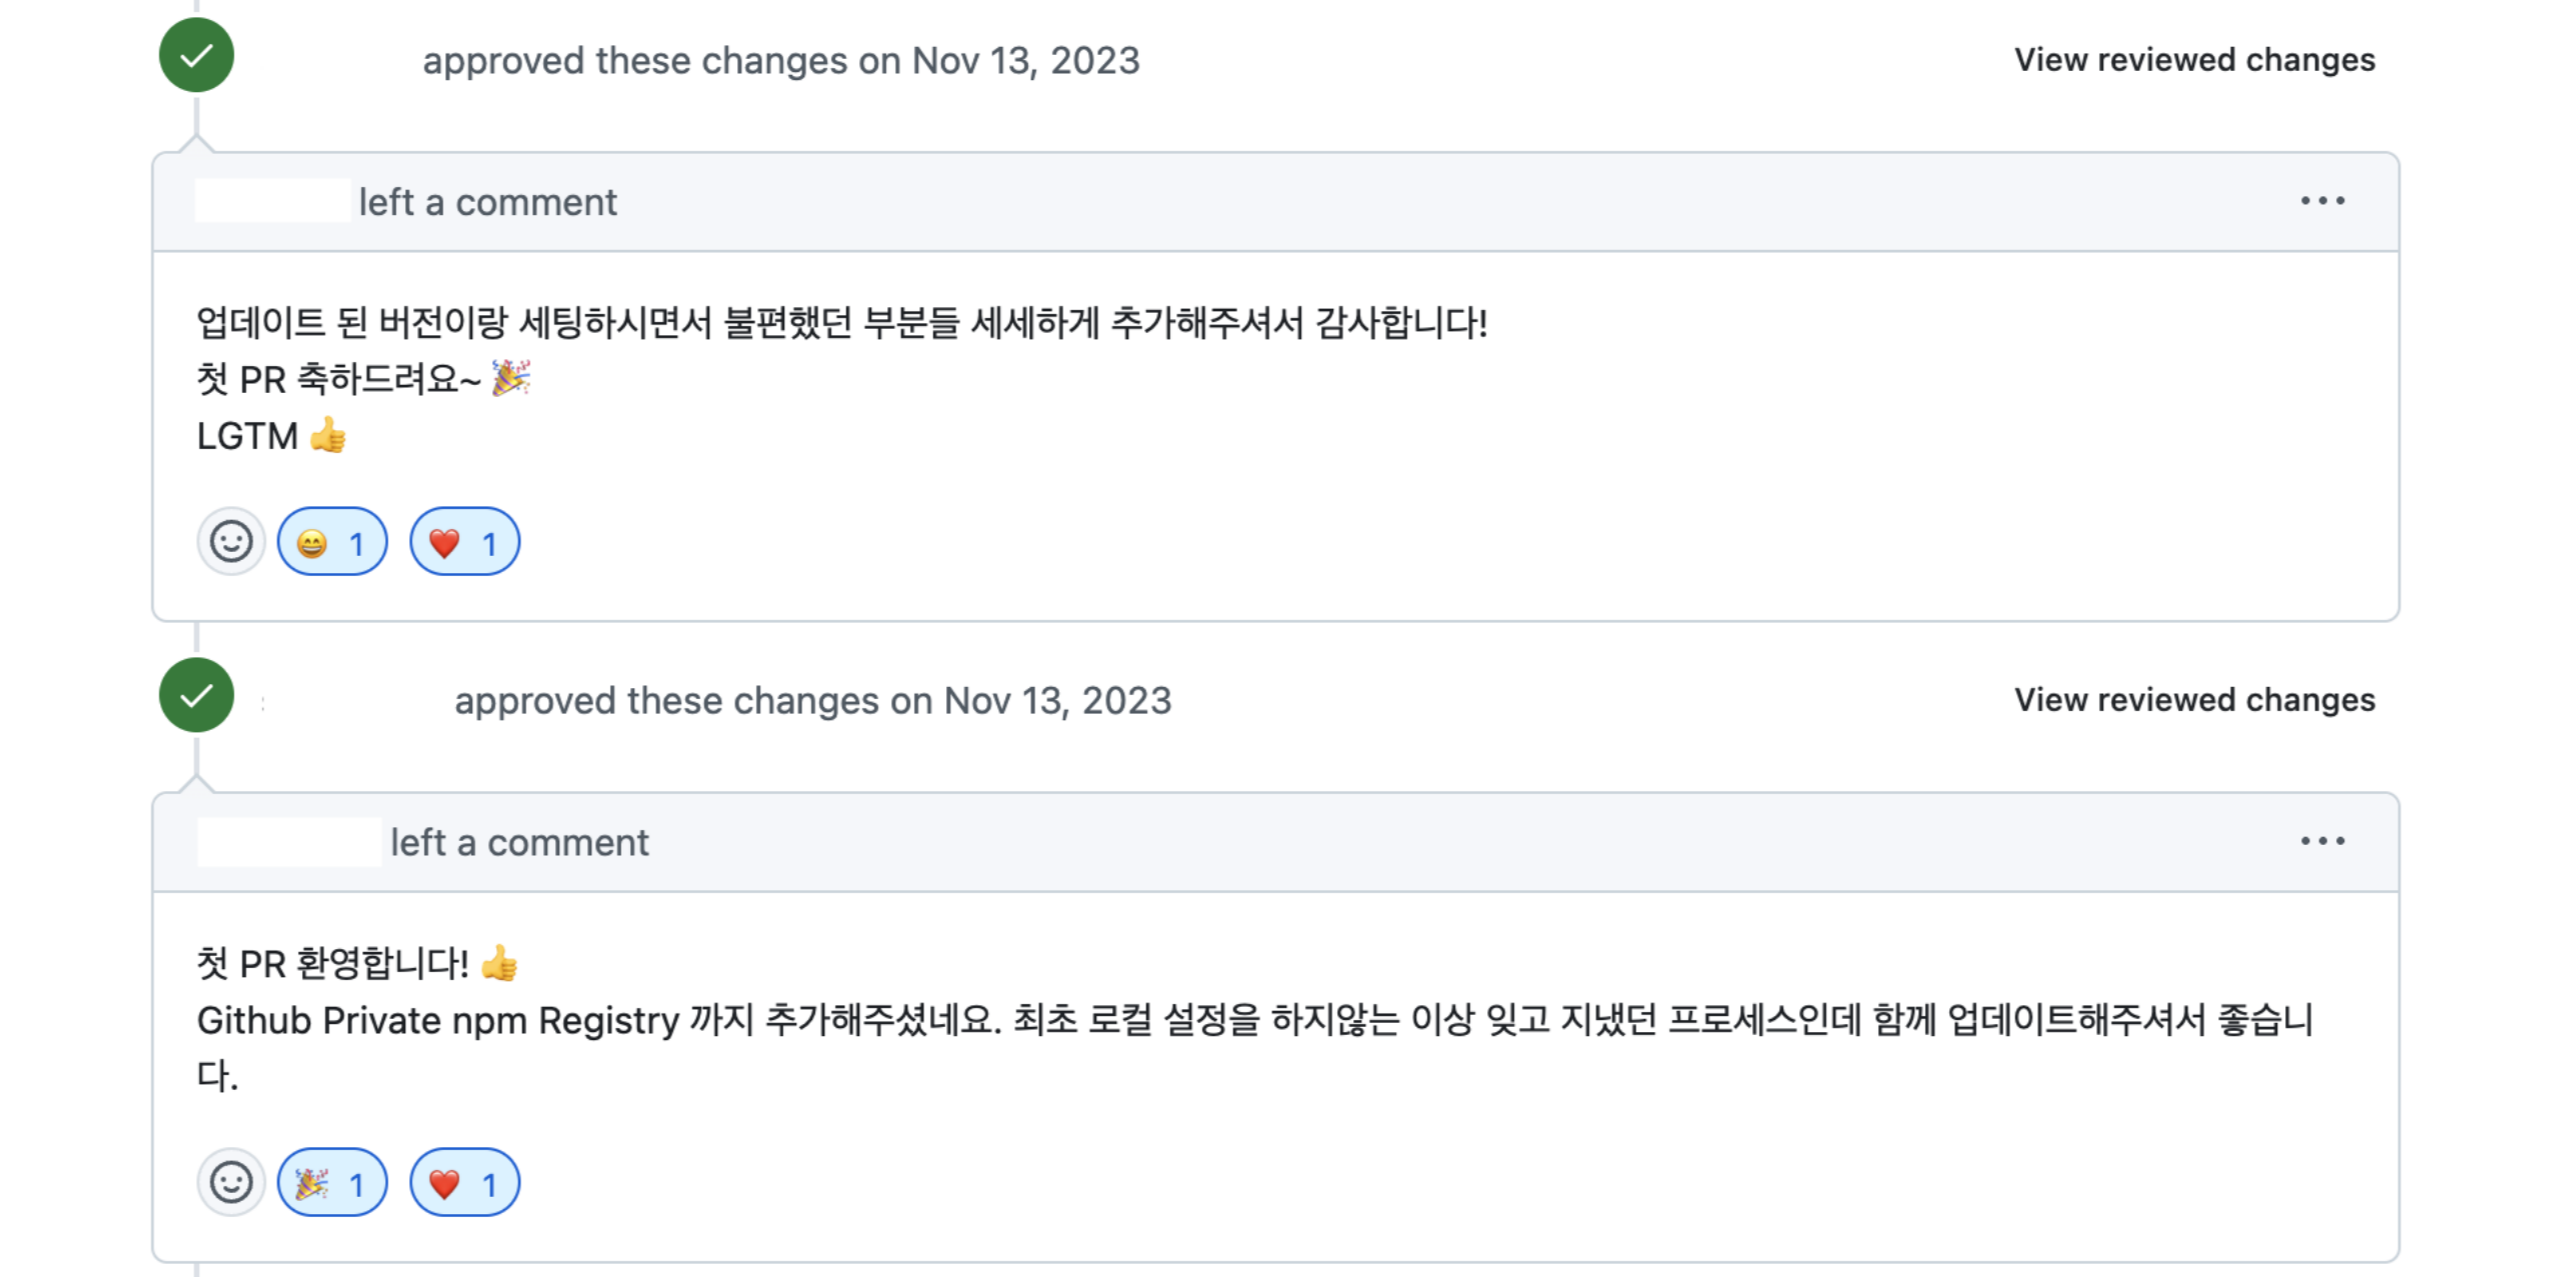 approved these changes on Nov 13, 2023
View reviewed changes
left a comment
업데이트 된 버전이랑 세팅하시면서 불편했던 부분들 세세하게 추가해주셔서 감사합니다!
첫 PR 축하드려요~ 🎉
LGTM 👍
😄 1 ❤️ 1
approved these changes on Nov 13, 2023
View reviewed changes
left a comment
첫 PR 환영합니다! 👍
Github Private npm Registry 까지 추가해주셨네요. 최초 로컬 설정을 하지않는 이상 잊고 지냈던 프로세스인데 함께 업데이트해주셔서 좋습니
다.
🎉 1 ❤️ 1